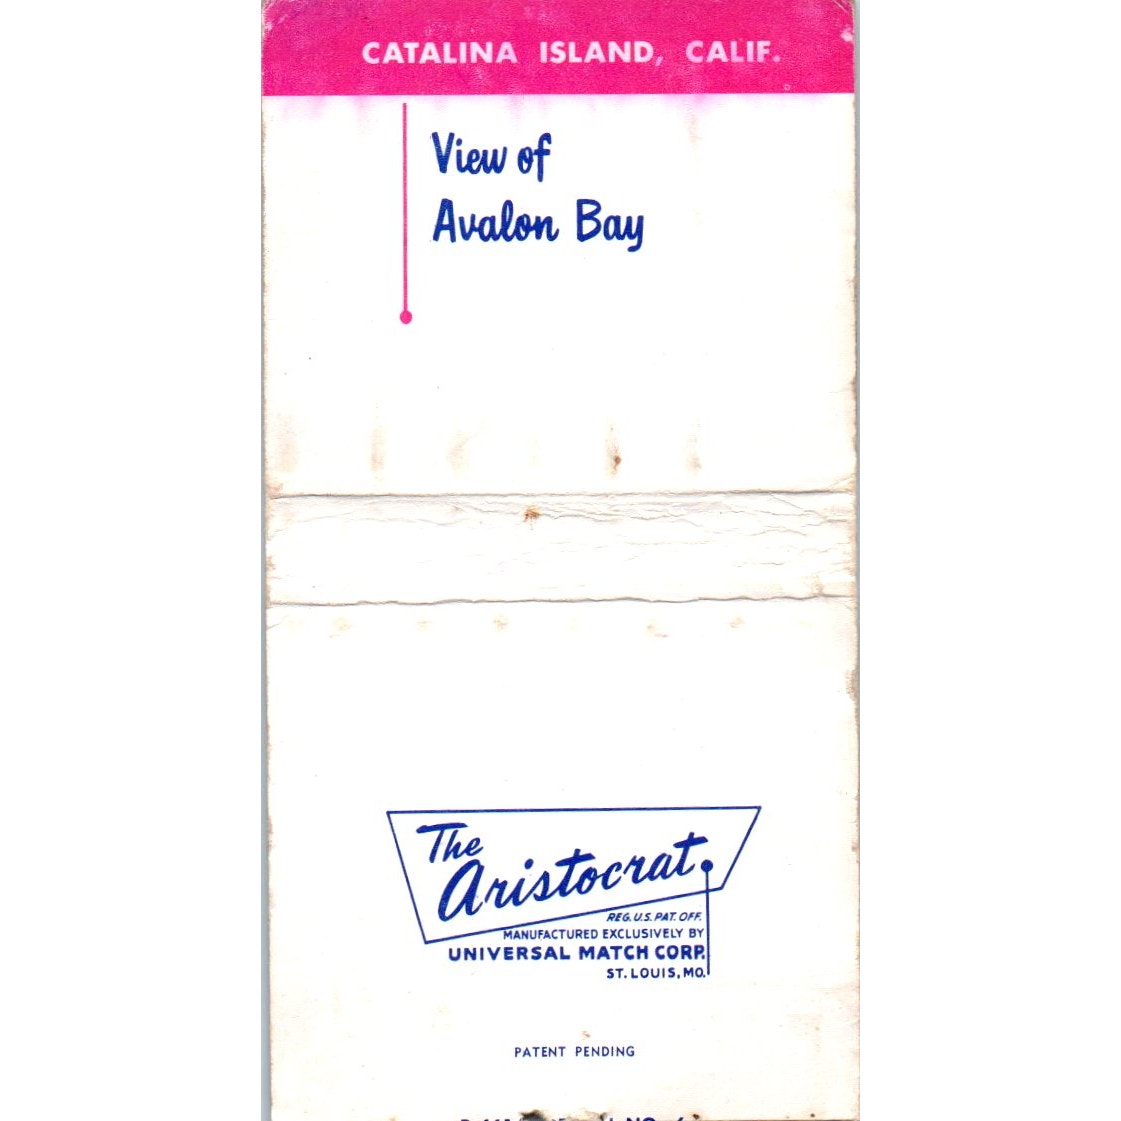 CATALINA ISLAND, CALIF.
View of
Avalon Bay
The
Aristocrat
REG. U.S. PAT. OFF.
MANUFACTURED EXCLUSIVELY BY
UNIVERSAL MATCH CORP.
ST. LOUIS, MO.
PATENT PENDING